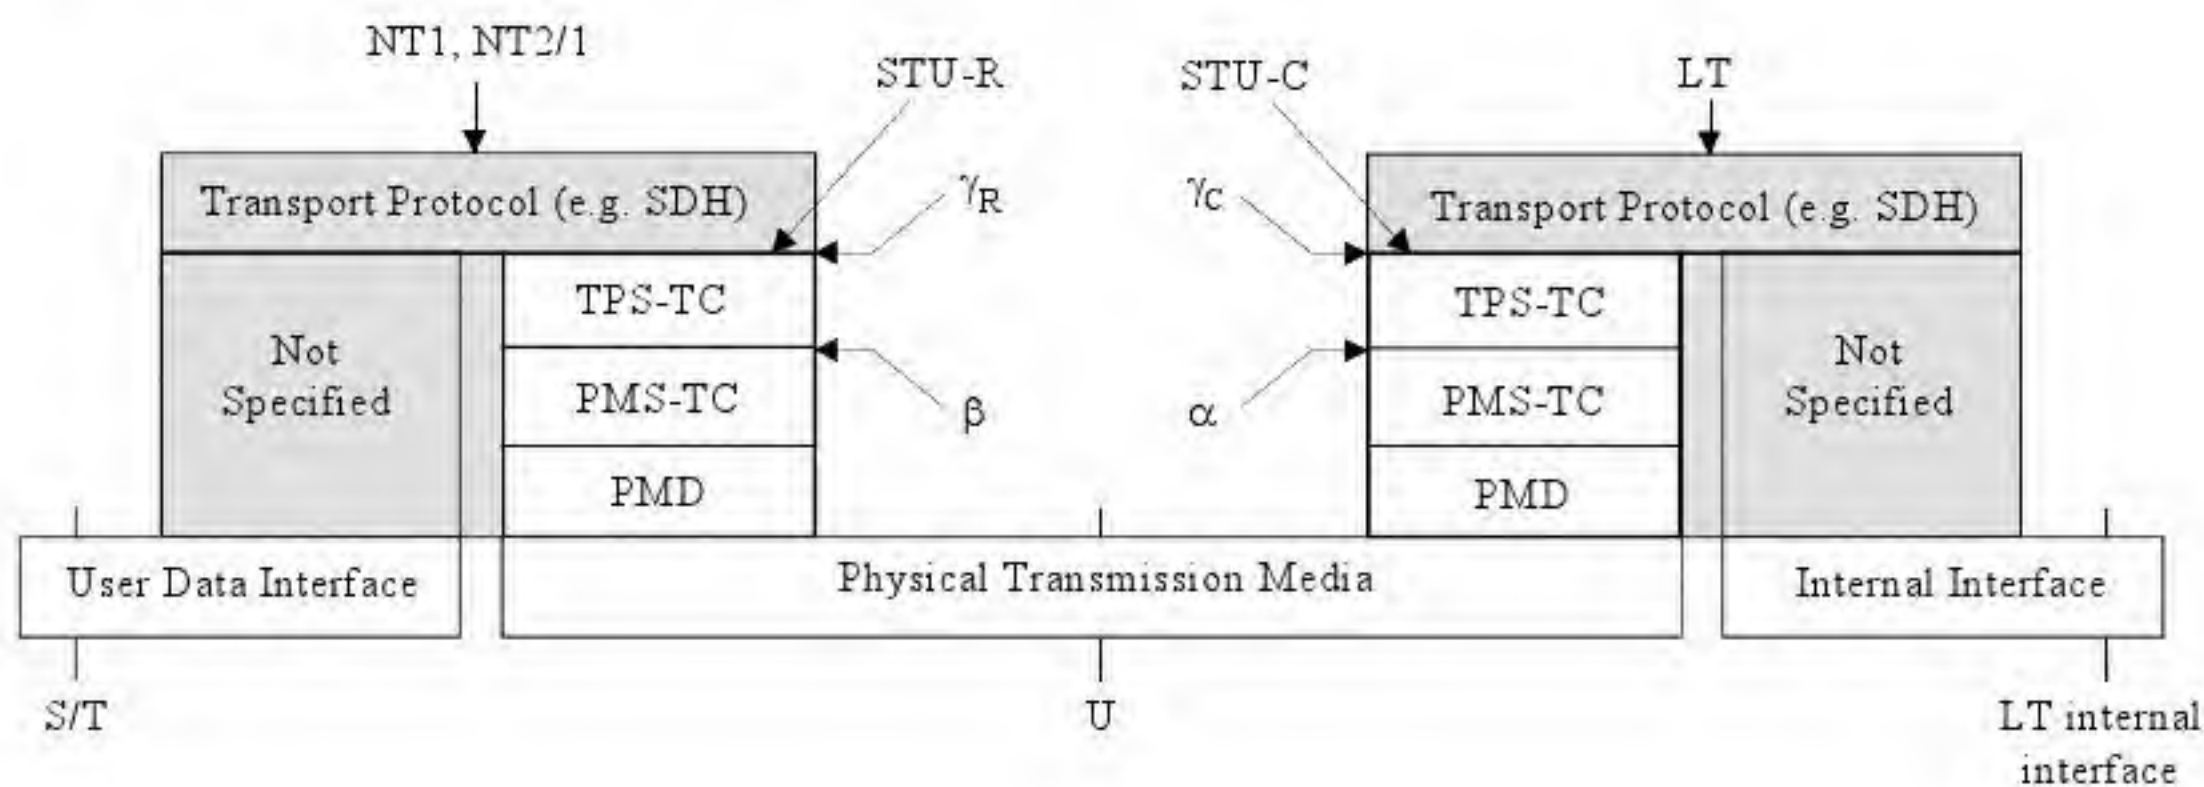 NT1, NT2/1
STU-R
STU-C
LT
Transport Protocol (e.g. SDH)
γR
γC
Transport Protocol (e.g. SDH)
Not
Specified
TPS-TC
PMS-TC
PMD
β
α
TPS-TC
PMS-TC
PMD
Not
Specified
User Data Interface
Physical Transmission Media
Internal Interface
S/T
U
LT internal
interface